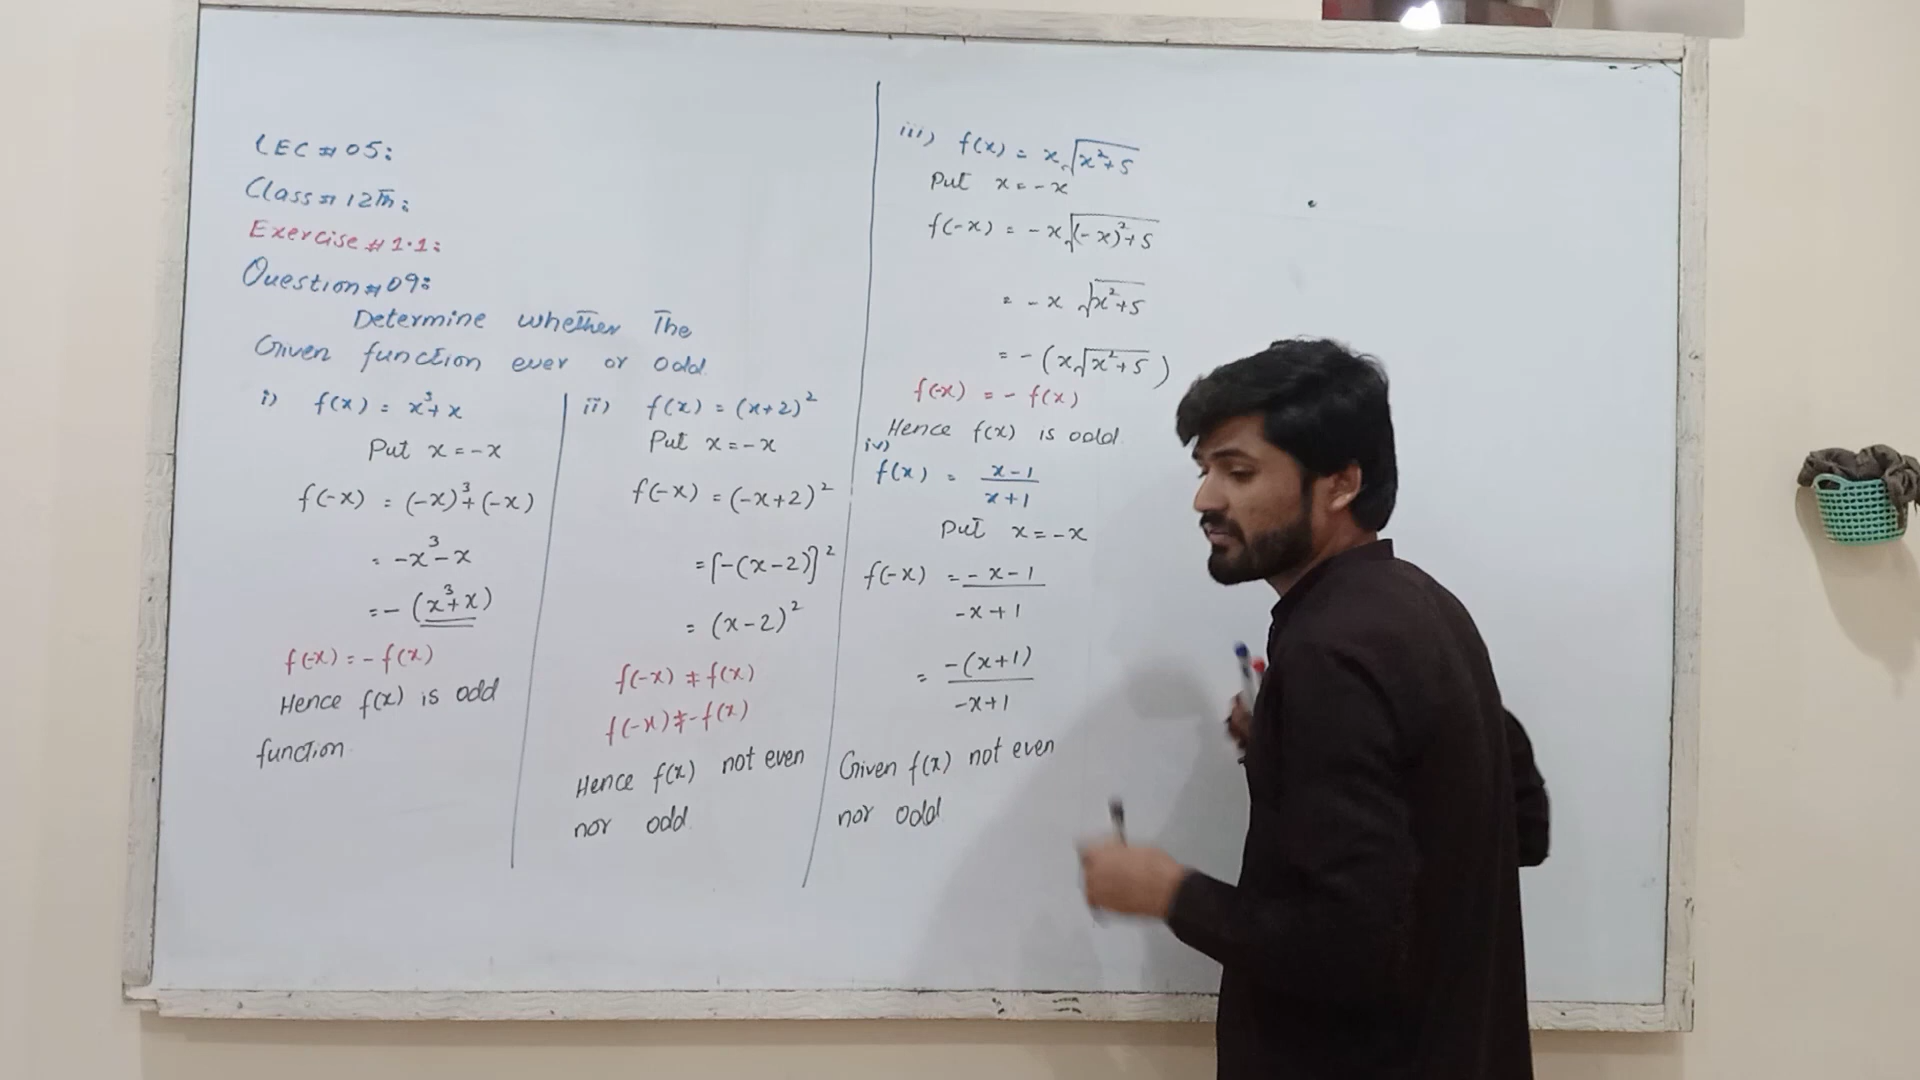 LEC # 05:
Class # 12Th:
Exercise # 1.1:
Question # 09:
Determine whether The
Given function ever or odd.
i) f(x) = x³+x
Put x=-x
f(-x) = (-x)³+(-x)
= -x³-x
= -(x³+x)
f(-x) = -f(x)
Hence f(x) is odd
function
ii) f(x) = (x+2)²
Put x=-x
f(-x) = (-x+2)²
= [-(x-2)]²
= (x-2)²
f(-x) ≠ f(x)
f(-x) ≠ -f(x)
Hence f(x) not even
nor odd
iii) f(x) = x√(x²+5)
Put x=-x
f(-x) = -x√((-x)²+5)
= -x √(x²+5)
= -(x√(x²+5))
f(-x) = -f(x)
Hence f(x) is odd
iv)
f(x) = (x-1)/(x+1)
Put x=-x
f(-x) = (-x-1)/(-x+1)
= -(x+1)/(-x+1)
Given f(x) not even
nor odd